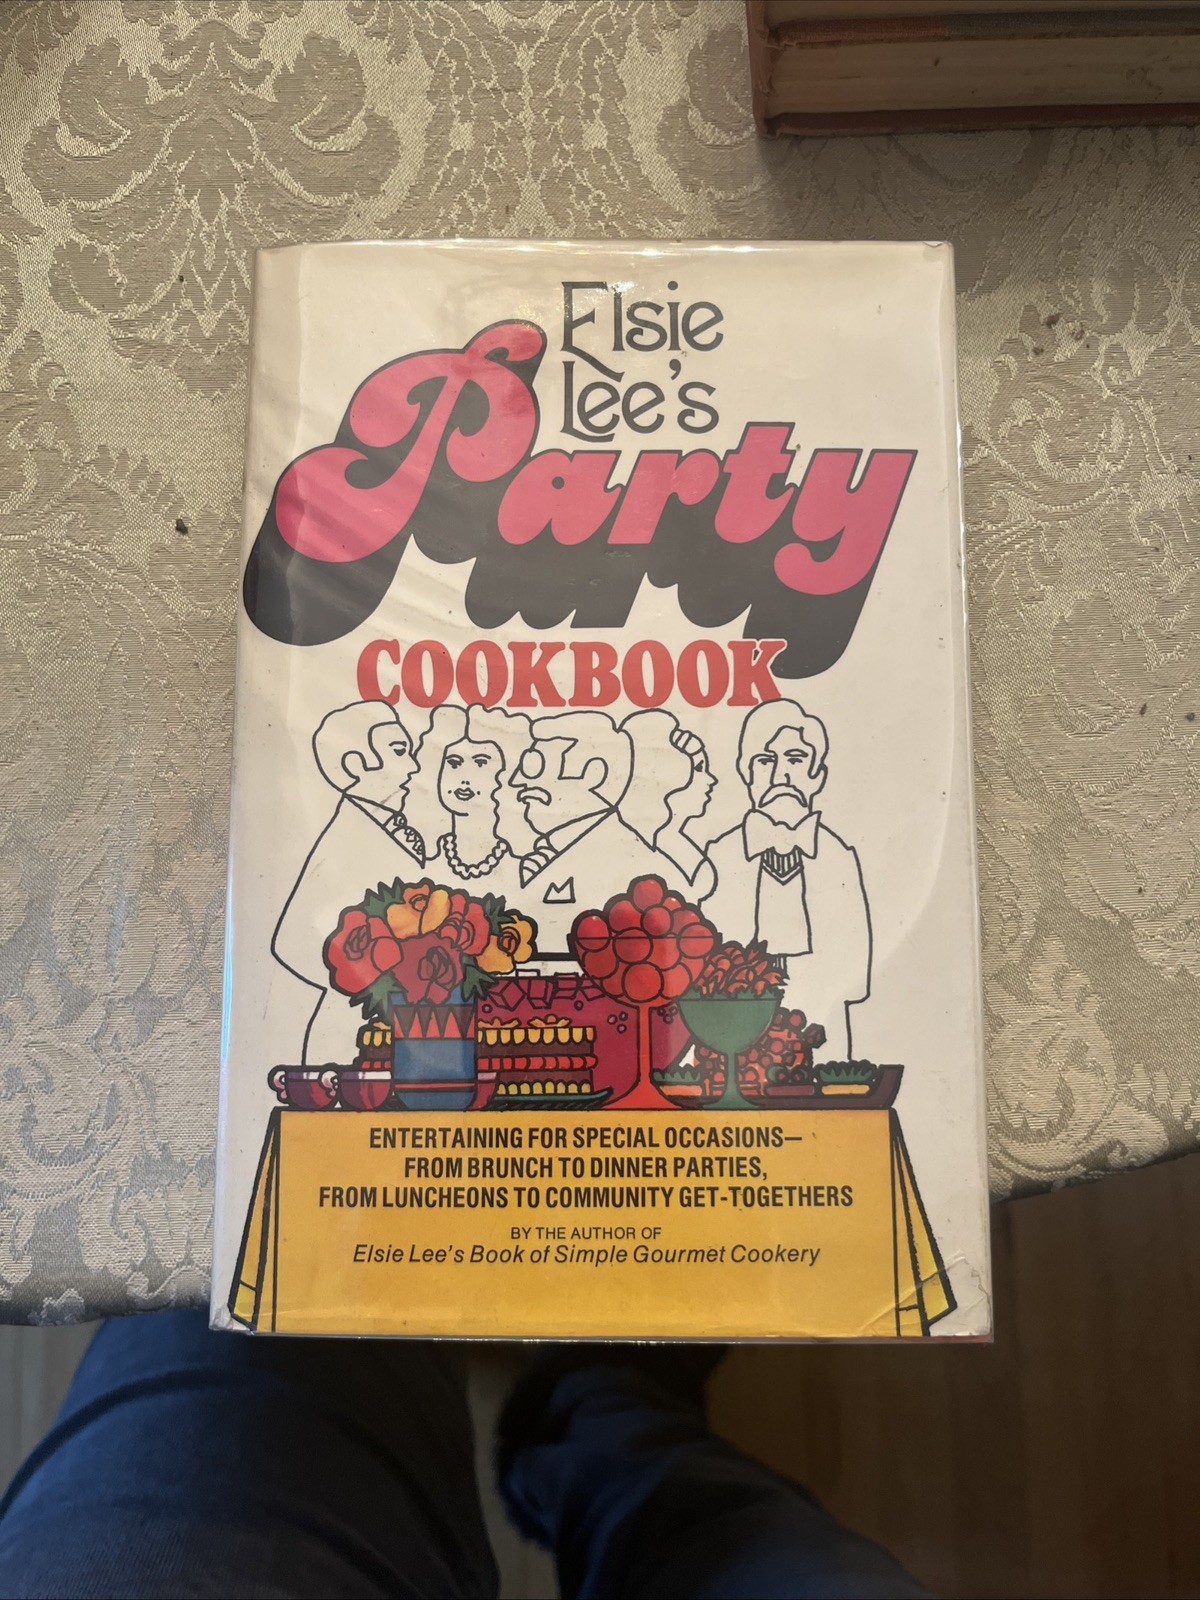 Elsie
Lee's
Party
COOKBOOK
ENTERTAINING FOR SPECIAL OCCASIONS—
FROM BRUNCH TO DINNER PARTIES,
FROM LUNCHEONS TO COMMUNITY GET-TOGETHERS
BY THE AUTHOR OF
Elsie Lee's Book of Simple Gourmet Cookery